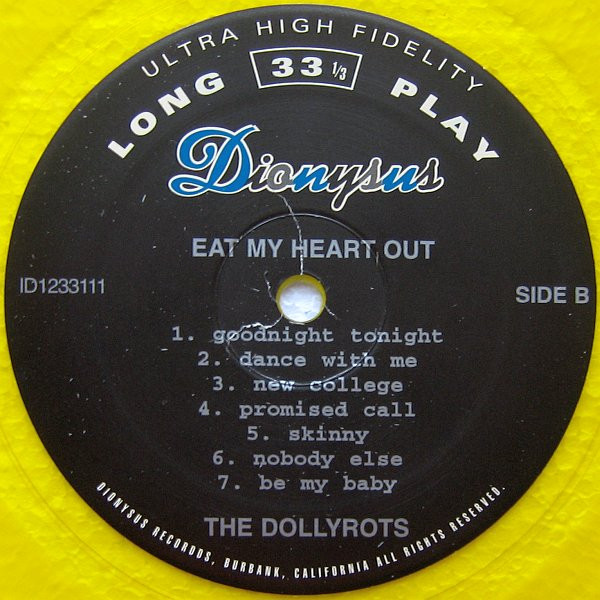 ULTRA HIGH FIDELITY
LONG 33 1/3 PLAY
Dionysus
EAT MY HEART OUT
ID1233111
SIDE B
1. goodnight tonight
2. dance with me
3. new college
4. promised call
5. skinny
6. nobody else
7. be my baby
THE DOLLYROTS
DIONYSUS RECORDS, BURBANK, CALIFORNIA ALL RIGHTS RESERVED.